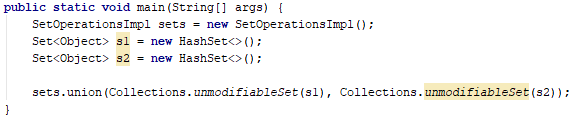 public static void main(String[] args) {
    SetOperationsImpl sets = new SetOperationsImpl();
    Set<Object> s1 = new HashSet<>();
    Set<Object> s2 = new HashSet<>();

    sets.union(Collections.unmodifiableSet(s1), Collections.unmodifiableSet(s2));
}